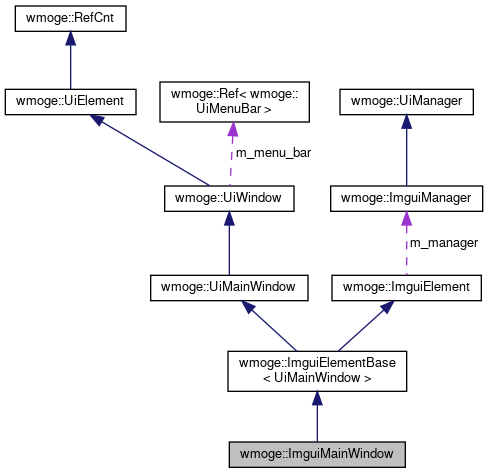 wmoge::RefCnt
wmoge::UiElement
wmoge::Ref< wmoge::
UiMenuBar >
wmoge::UiManager
m_menu_bar
wmoge::UiWindow
wmoge::ImguiManager
m_manager
wmoge::UiMainWindow
wmoge::ImguiElement
wmoge::ImguiElementBase
< UiMainWindow >
wmoge::ImguiMainWindow